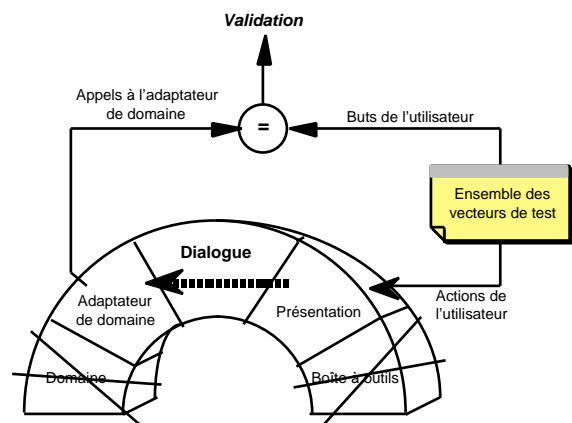 Validation
Appels à l'adaptateur
de domaine
=
Buts de l'utilisateur
Ensemble des
vecteurs de test
Dialogue
Adaptateur
de domaine
Présentation
Actions de
l'utilisateur
Domaine
Boîte à outils